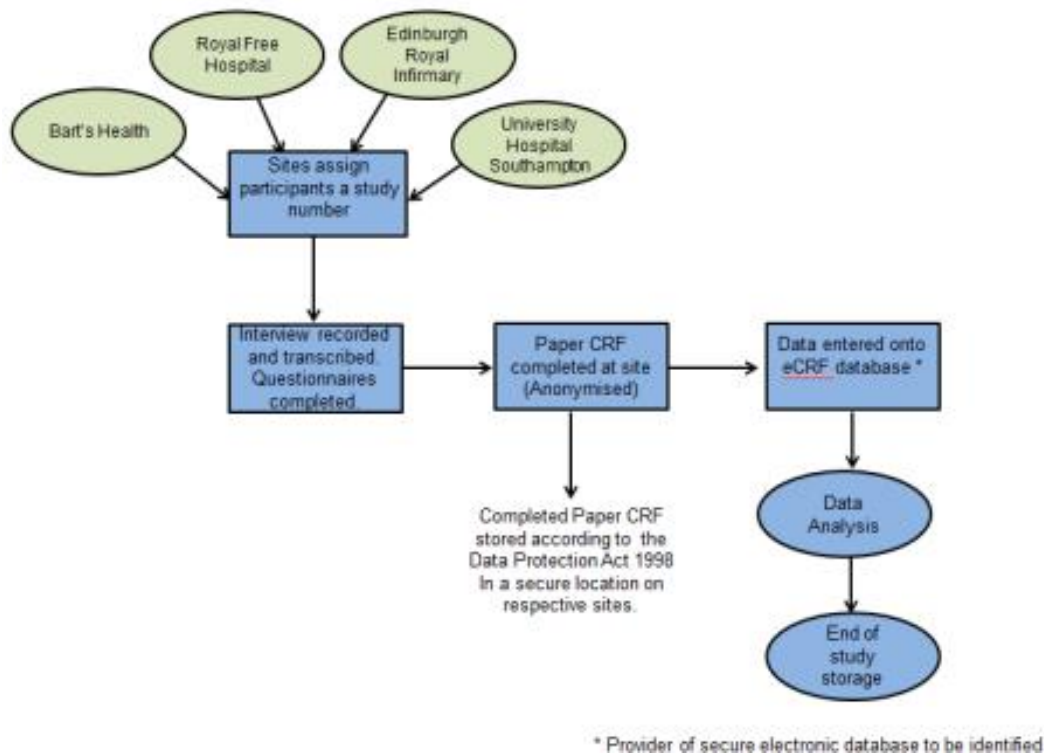 Royal Free
Hospital
Edinburgh
Royal
Infirmary
Bart's Health
University
Hospital
Southampton
Sites assign
participants a study
number
Interview recorded
and transcribed.
Questionnaires
completed.
Paper CRF
completed at site
(Anonymised)
Data entered onto
eCRF database *
Completed Paper CRF
stored according to the
Data Protection Act 1998
In a secure location on
respective sites.
Data
Analysis
End of
study
storage
* Provider of secure electronic database to be identified